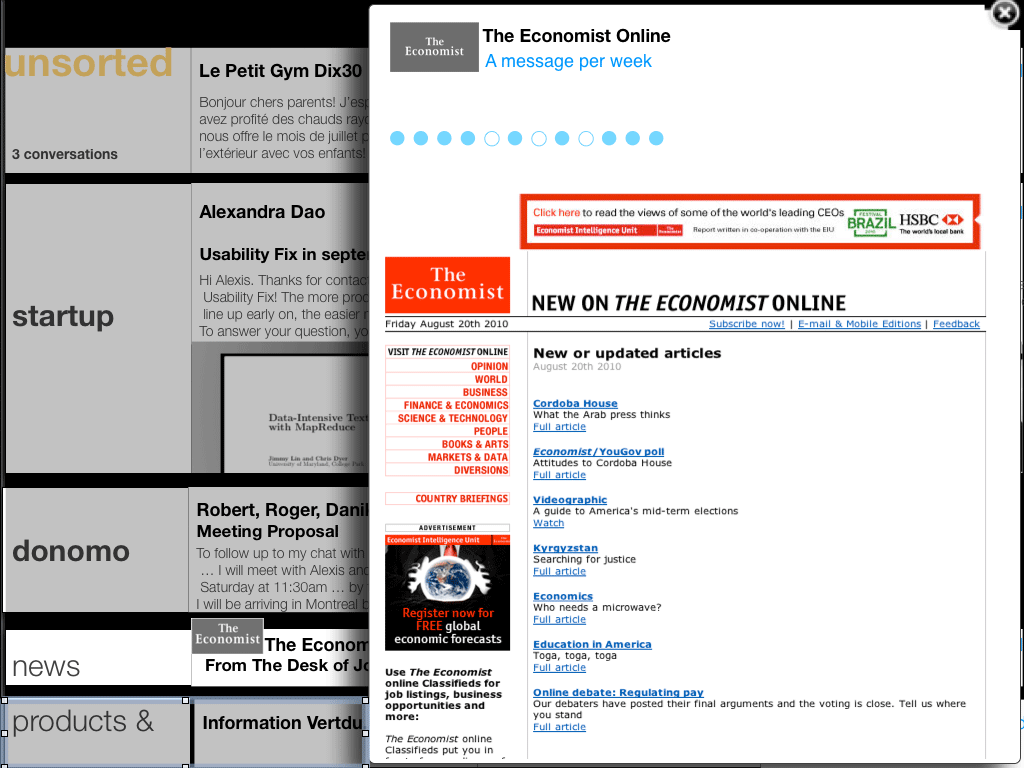 unsorted
3 conversations
Le Petit Gym Dix30
Bonjour chers parents! J'esp
avez profité des chauds rayo
nous offre le mois de juillet p
l'extérieur avec vos enfants!
startup
Alexandra Dao
Usability Fix in septe
Hi Alexis. Thanks for contac
Usability Fix! The more proc
line up early on, the easier r
To answer your question, yo
Data-Intensive Text
with MapReduce
Jimmy Lin and Chris Dyer
University of Maryland, College Park
donomo
Robert, Roger, Danik
Meeting Proposal
To follow up to my chat with
… I will meet with Alexis and
Saturday at 11:30am … by
I will be arriving in Montreal b
news
The
Economist
The Econom
From The Desk of Jo
products &
Information Vertdu
The
Economist
The Economist Online
A message per week
Click here to read the views of some of the world's leading CEOs
Economist Intelligence Unit
The Economist
Report written in co-operation with the EIU
FESTIVAL
BRAZIL
2010
HSBC
The world's local bank
The
Economist
NEW ON THE ECONOMIST ONLINE
Friday August 20th 2010
Subscribe now! | E-mail & Mobile Editions | Feedback
VISIT THE ECONOMIST ONLINE
OPINION
WORLD
BUSINESS
FINANCE & ECONOMICS
SCIENCE & TECHNOLOGY
PEOPLE
BOOKS & ARTS
MARKETS & DATA
DIVERSIONS
COUNTRY BRIEFINGS
ADVERTISEMENT
Economist Intelligence Unit
Register now for
FREE global
economic forecasts
Use The Economist
online Classifieds for
job listings, business
opportunities and
more:
The Economist online
Classifieds put you in
New or updated articles
August 20th 2010
Cordoba House
What the Arab press thinks
Full article
Economist/YouGov poll
Attitudes to Cordoba House
Full article
Videographic
A guide to America's mid-term elections
Watch
Kyrgyzstan
Searching for justice
Full article
Economics
Who needs a microwave?
Full article
Education in America
Toga, toga, toga
Full article
Online debate: Regulating pay
Our debaters have posted their final arguments and the voting is close. Tell us where
you stand
Full article